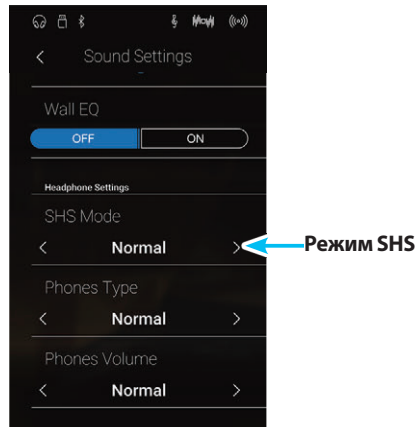 Sound Settings
Wall EQ
OFF ON
Headphone Settings
SHS Mode
< Normal >
Режим SHS
Phones Type
< Normal >
Phones Volume
< Normal >